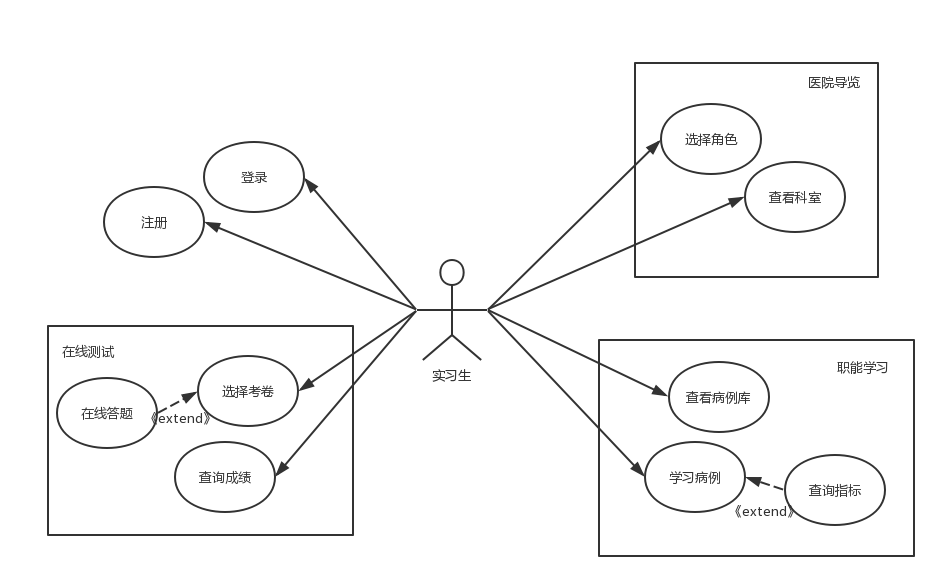 医院导览
选择角色
登录
查看科室
注册
在线测试
职能学习
实习生
选择考卷
查看病例库
在线答题
《extend》
查询成绩
学习病例
查询指标
《extend》